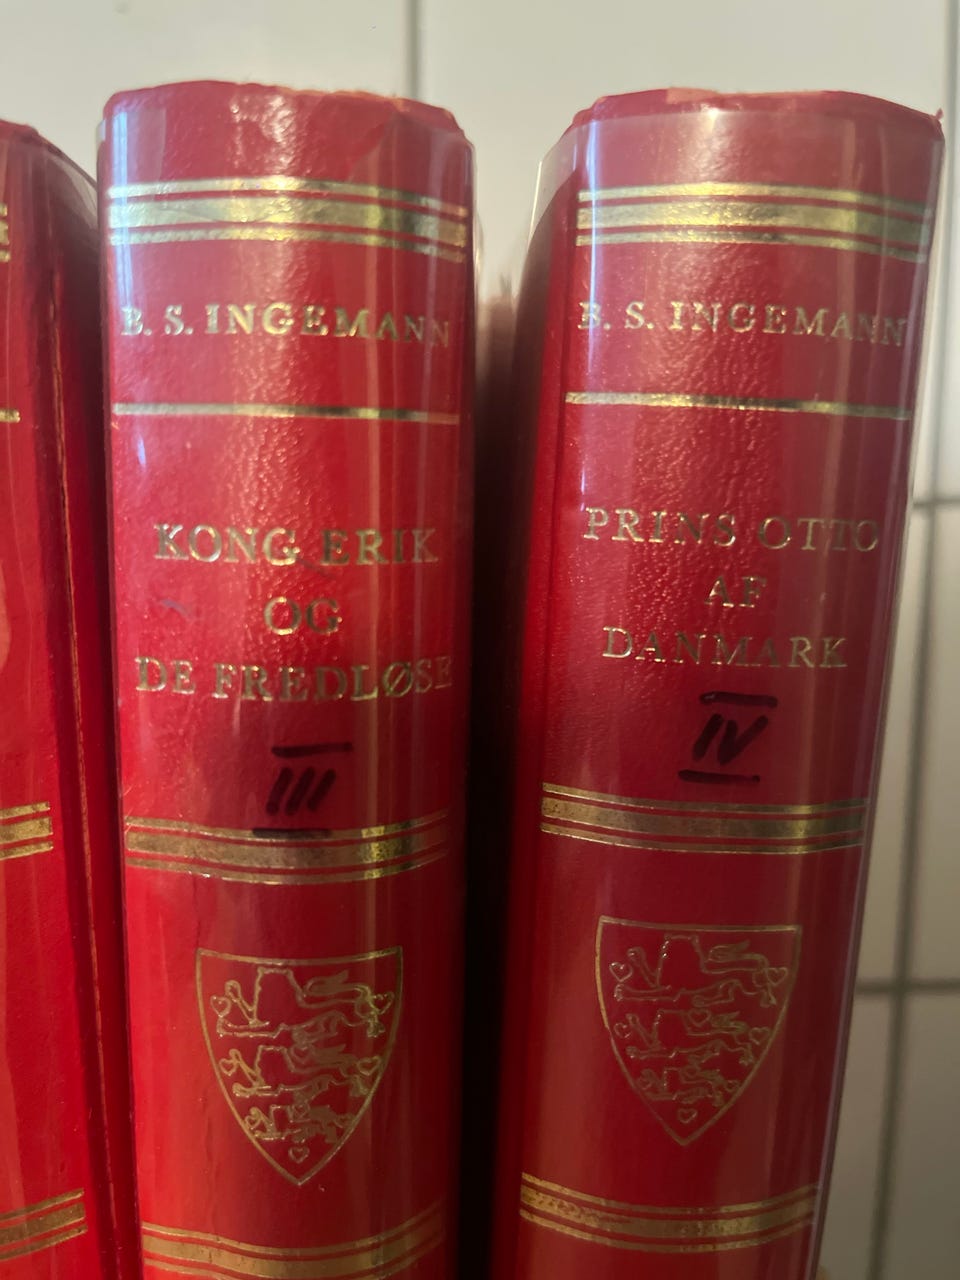 B. S. INGEMANN
KONG ERIK
OG
DE FREDLØSE
III
B. S. INGEMANN
PRINS OTTO
AF
DANMARK
IV